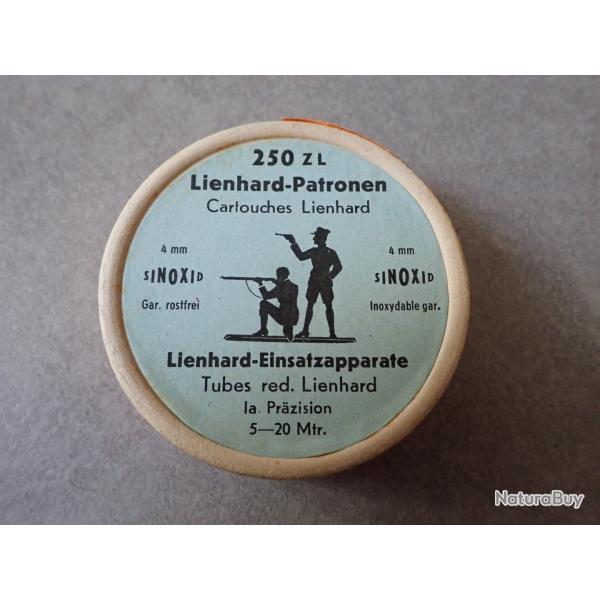 250 ZL
Lienhard-Patronen
Cartouches Lienhard
4 mm
SINOXID
Gar. rostfrei
4 mm
SINOXID
Inoxydable gar.
Lienhard-Einsatzapparate
Tubes red. Lienhard
Ia. Präzision
5—20 Mtr.
NaturaBuy